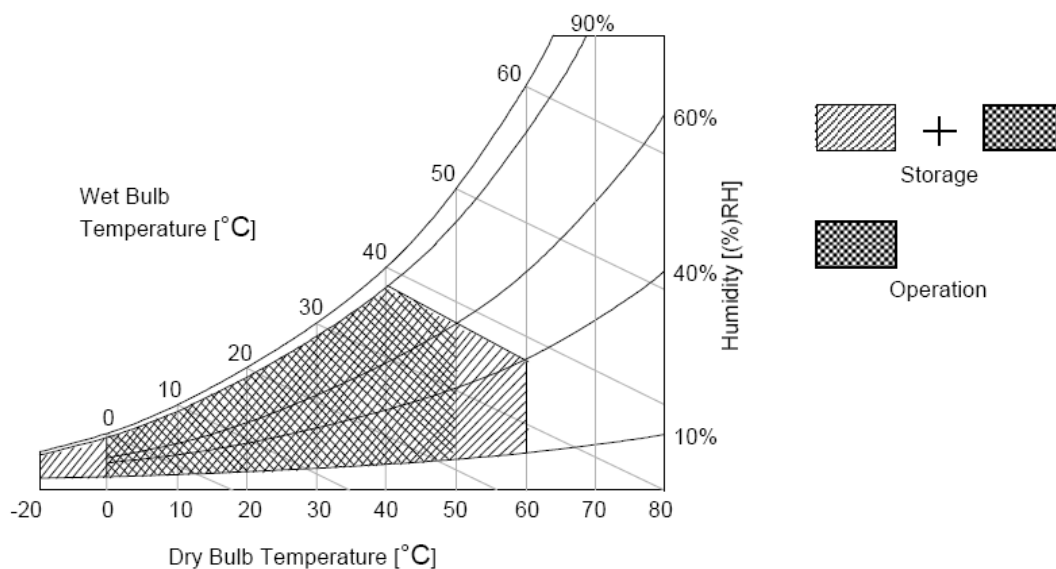 90%
60
60%
50
Wet Bulb
Temperature [°C]
40
40%
30
20
10
0
10%
-20 0 10 20 30 40 50 60 70 80
Dry Bulb Temperature [°C]
Humidity [(%)RH]
+
Storage
Operation